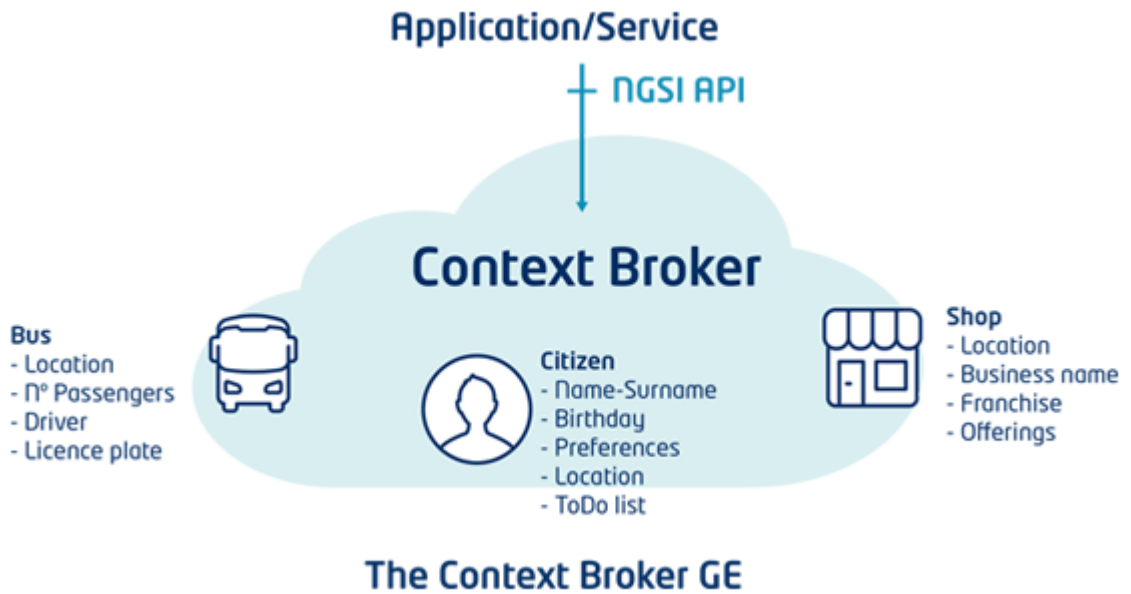 Application/Service
NGSI API
Context Broker
Bus
- Location
- Nº Passengers
- Driver
- Licence plate
Citizen
- Name-Surname
- Birthday
- Preferences
- Location
- ToDo list
Shop
- Location
- Business name
- Franchise
- Offerings
The Context Broker GE